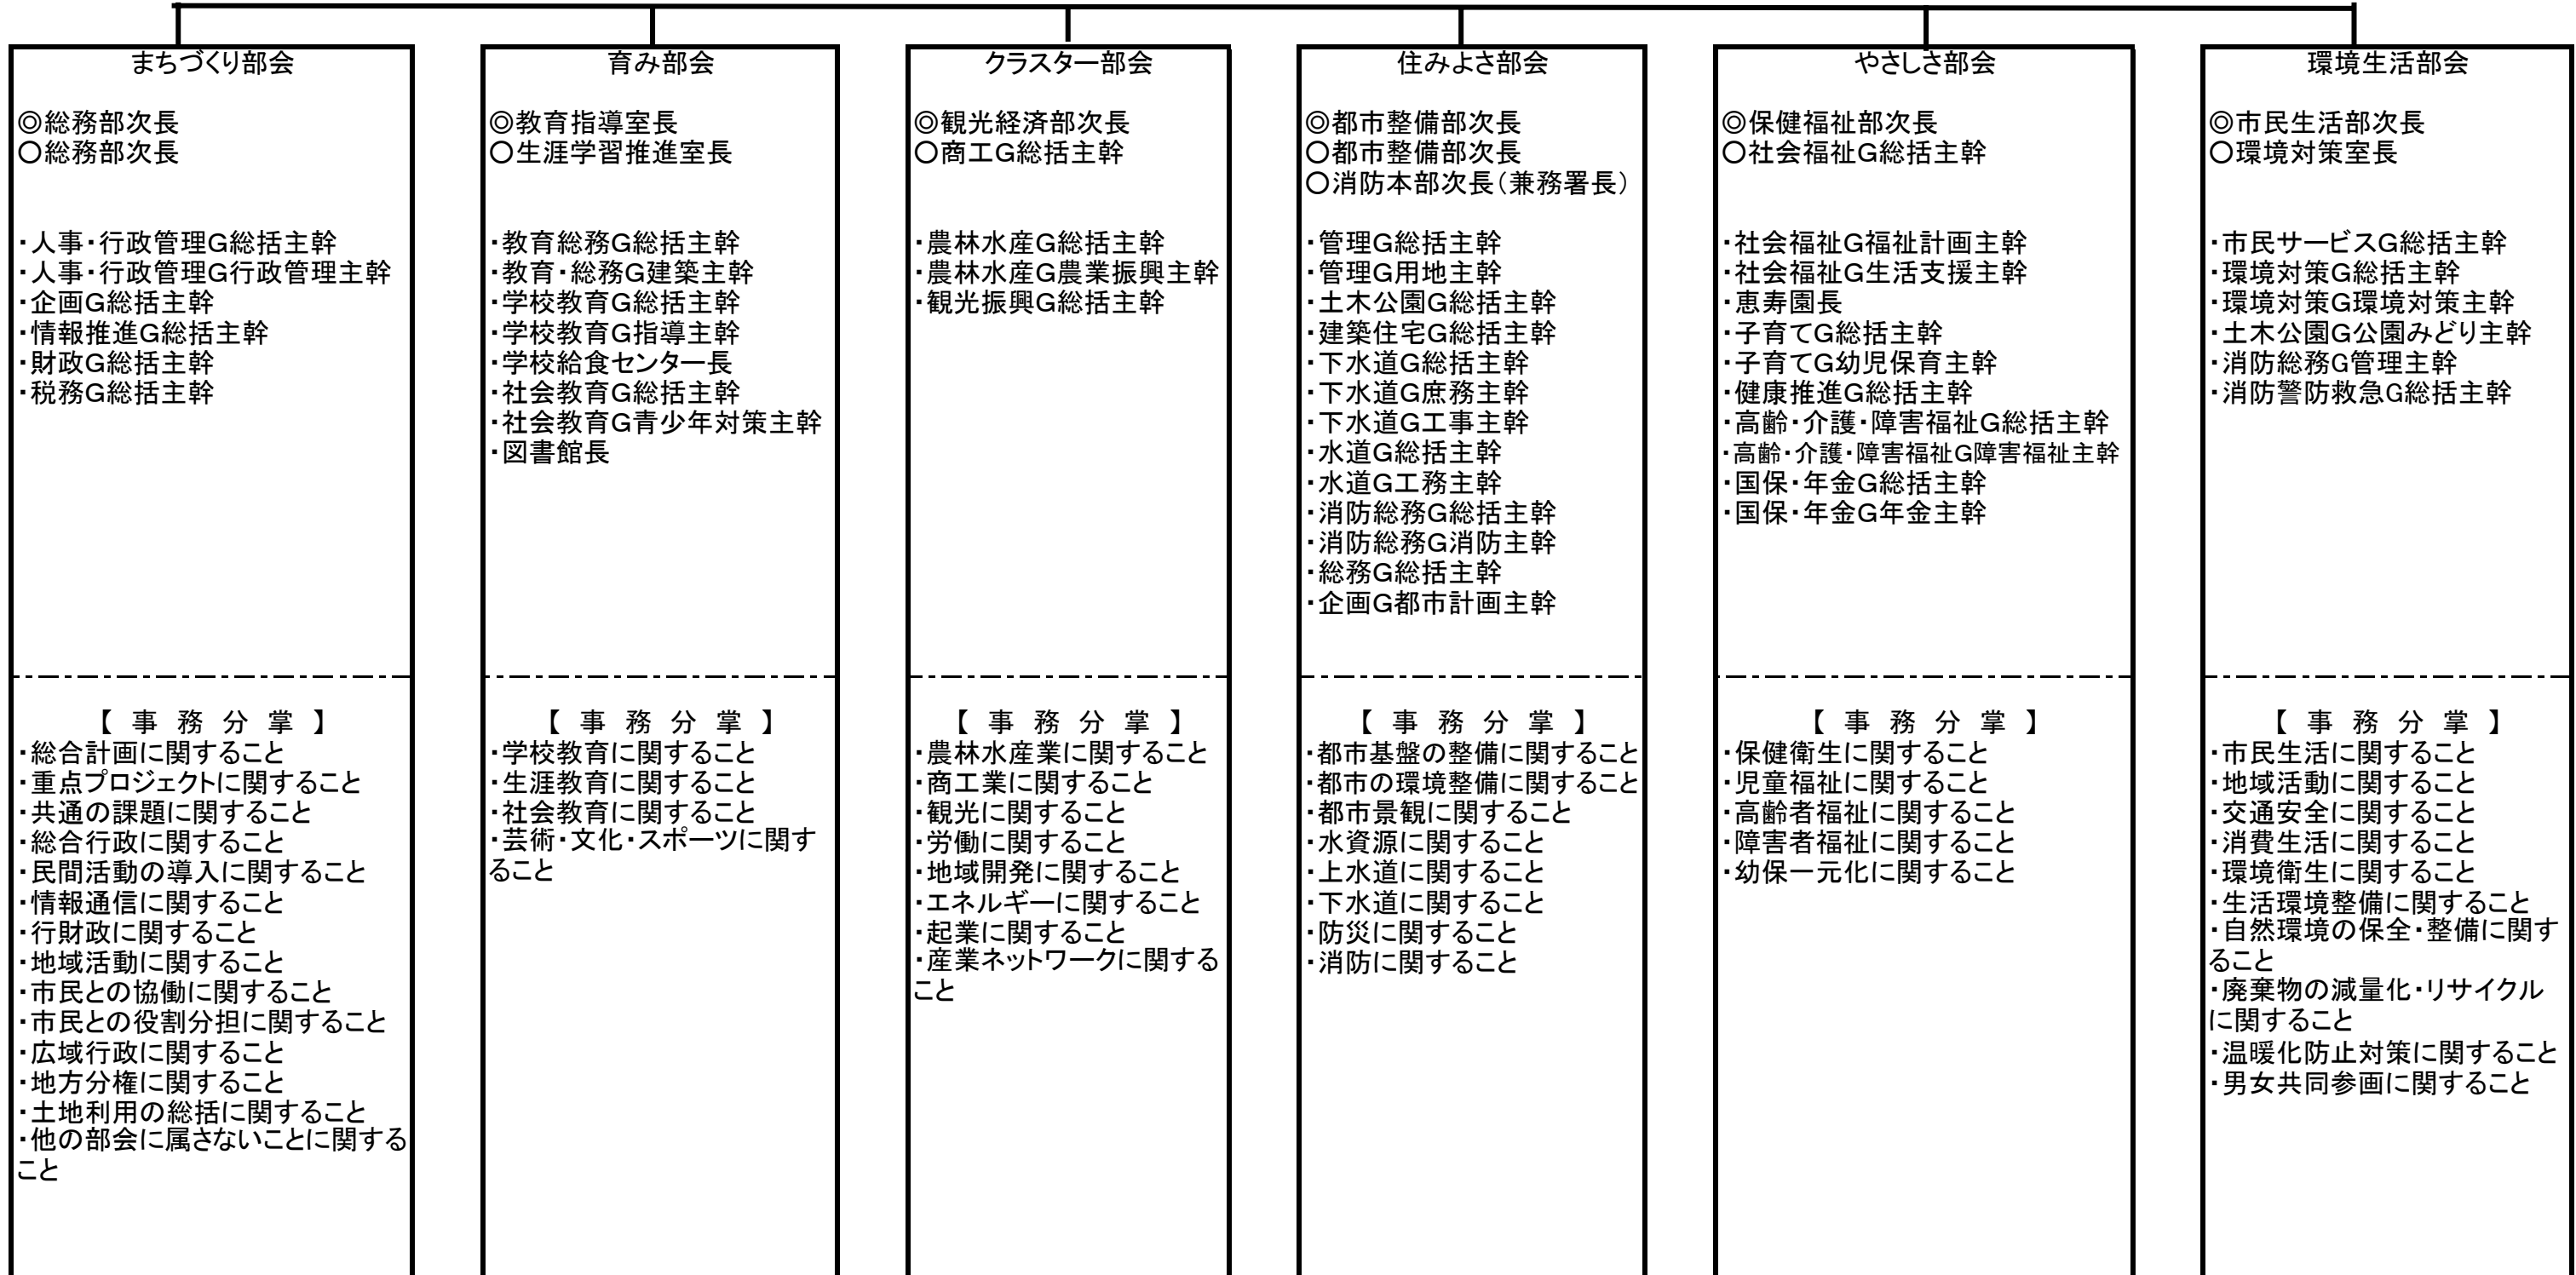 まちづくり部会
◎総務部次長
○総務部次長
・人事・行政管理G総括主幹
・人事・行政管理G行政管理主幹
・企画G総括主幹
・情報推進G総括主幹
・財政G総括主幹
・税務G総括主幹
【 事 務 分 掌 】
・総合計画に関すること
・重点プロジェクトに関すること
・共通の課題に関すること
・総合行政に関すること
・民間活動の導入に関すること
・情報通信に関すること
・行財政に関すること
・地域活動に関すること
・市民との協働に関すること
・市民との役割分担に関すること
・広域行政に関すること
・地方分権に関すること
・土地利用の総括に関すること
・他の部会に属さないことに関する
こと
育み部会
◎教育指導室長
○生涯学習推進室長
・教育総務G総括主幹
・教育・総務G建築主幹
・学校教育G総括主幹
・学校教育G指導主幹
・学校給食センター長
・社会教育G総括主幹
・社会教育G青少年対策主幹
・図書館長
【 事 務 分 掌 】
・学校教育に関すること
・生涯教育に関すること
・社会教育に関すること
・芸術・文化・スポーツに関す
ること
クラスター部会
◎観光経済部次長
○商工G総括主幹
・農林水産G総括主幹
・農林水産G農業振興主幹
・観光振興G総括主幹
【 事 務 分 掌 】
・農林水産業に関すること
・商工業に関すること
・観光に関すること
・労働に関すること
・地域開発に関すること
・エネルギーに関すること
・起業に関すること
・産業ネットワークに関する
こと
住みよさ部会
◎都市整備部次長
○都市整備部次長
○消防本部次長(兼務署長)
・管理G総括主幹
・管理G用地主幹
・土木公園G総括主幹
・建築住宅G総括主幹
・下水道G総括主幹
・下水道G庶務主幹
・下水道G工事主幹
・水道G総括主幹
・水道G工務主幹
・消防総務G総括主幹
・消防総務G消防主幹
・総務G総括主幹
・企画G都市計画主幹
【 事 務 分 掌 】
・都市基盤の整備に関すること
・都市の環境整備に関すること
・都市景観に関すること
・水資源に関すること
・上水道に関すること
・下水道に関すること
・防災に関すること
・消防に関すること
やさしさ部会
◎保健福祉部次長
○社会福祉G総括主幹
・社会福祉G福祉計画主幹
・社会福祉G生活支援主幹
・恵寿園長
・子育てG総括主幹
・子育てG幼児保育主幹
・健康推進G総括主幹
・高齢・介護・障害福祉G総括主幹
・高齢・介護・障害福祉G障害福祉主幹
・国保・年金G総括主幹
・国保・年金G年金主幹
【 事 務 分 掌 】
・保健衛生に関すること
・児童福祉に関すること
・高齢者福祉に関すること
・障害者福祉に関すること
・幼保一元化に関すること
環境生活部会
◎市民生活部次長
○環境対策室長
・市民サービスG総括主幹
・環境対策G総括主幹
・環境対策G環境対策主幹
・土木公園G公園みどり主幹
・消防総務G管理主幹
・消防警防救急G総括主幹
【 事 務 分 掌 】
・市民生活に関すること
・地域活動に関すること
・交通安全に関すること
・消費生活に関すること
・環境衛生に関すること
・生活環境整備に関すること
・自然環境の保全・整備に関す
ること
・廃棄物の減量化・リサイクル
に関すること
・温暖化防止対策に関すること
・男女共同参画に関すること